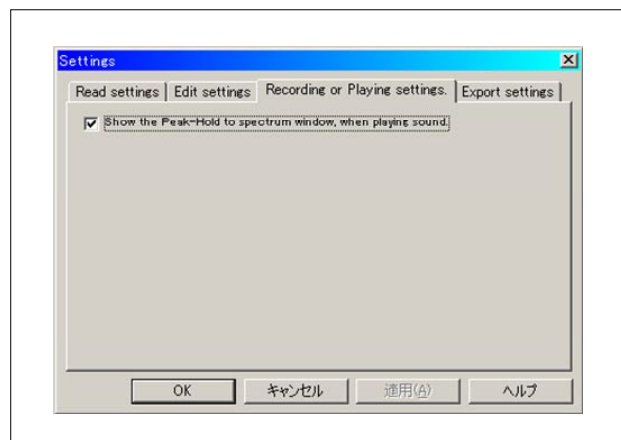 Settings
Read settings Edit settings Recording or Playing settings. Export settings
Show the Peak-Hold to spectrum window, when playing sound.
OK キャンセル 適用(A) ヘルプ